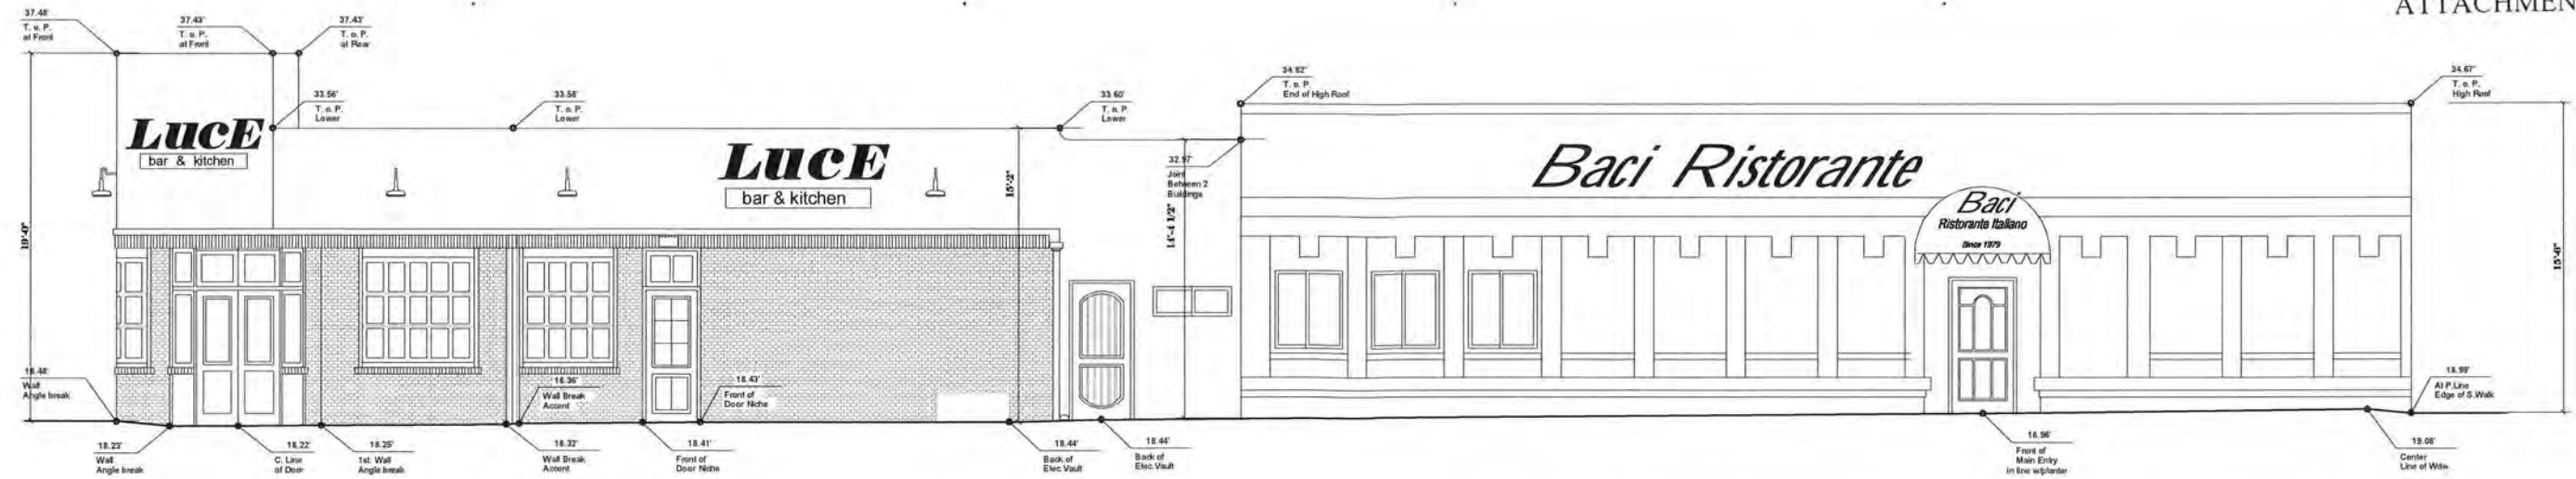 ATTACHMEN
37.48'
T. o. P.
at Front
37.43'
T. o. P.
at Front
37.43'
T. o. P.
at Rear
33.56'
T. o. P.
Lower
33.58'
T. o. P.
Lower
33.60'
T. o. P.
Lower
34.62'
T. o. P.
End of High Roof
34.67'
T. o. P.
High Roof
LucE
bar & kitchen
LucE
bar & kitchen
32.97'
Joint
Between 2
Buildings
Baci Ristorante
Baci
Ristorante Italiano
Since 1979
19'-0"
15'-2"
14'-4 1/2"
15'-6"
18.48'
Wall
Angle break
18.36'
Wall Break
Accent
18.43'
Front of
Door Niche
18.99'
At P.Line
Edge of S.Walk
18.23'
Wall
Angle break
18.22'
C. Line
of Door
18.25'
1st. Wall
Angle break
18.32'
Wall Break
Accent
18.41'
Front of
Door Niche
18.44'
Back of
Elec.Vault
18.44'
Back of
Elec.Vault
18.96'
Front of
Main Entry
in line w/planter
19.08'
Center
Line of Wdw.